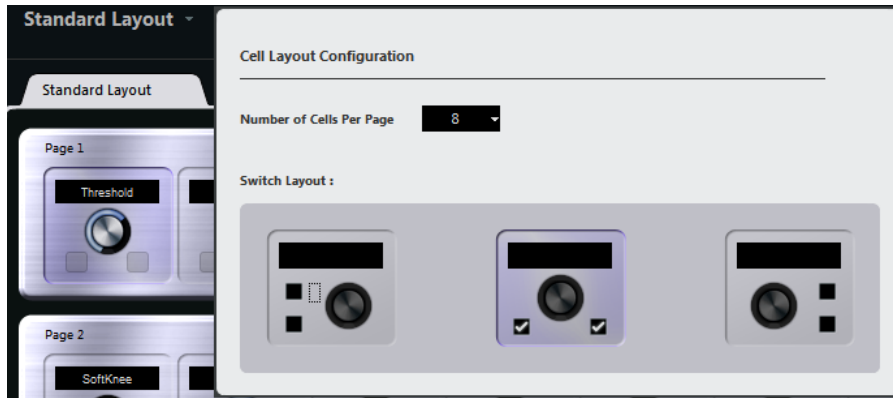 Standard Layout
Standard Layout
Page 1
Threshold
Page 2
SoftKnee
Cell Layout Configuration
Number of Cells Per Page 8
Switch Layout :